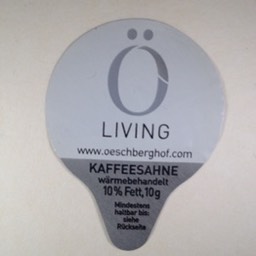 Ö
LIVING
www.oeschberghof.com
KAFFEESAHNE
wärmebehandelt
10% Fett,10g
Mindestens
haltbar bis:
siehe
Rückseite